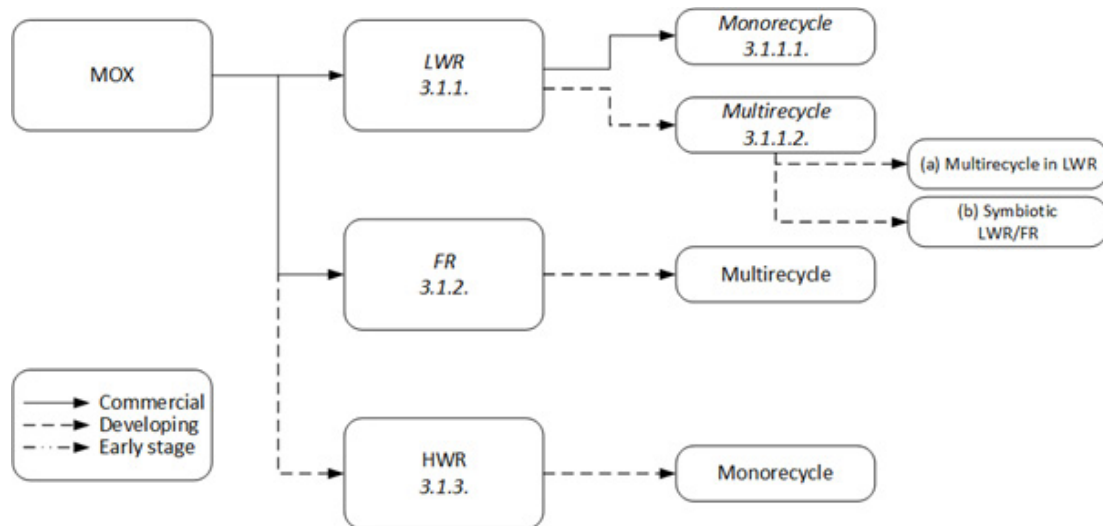 MOX
LWR
3.1.1.
Monorecycle
3.1.1.1.
Multirecycle
3.1.1.2.
(a) Multirecycle in LWR
(b) Symbiotic
LWR/FR
FR
3.1.2.
Multirecycle
HWR
3.1.3.
Monorecycle
Commercial
Developing
Early stage